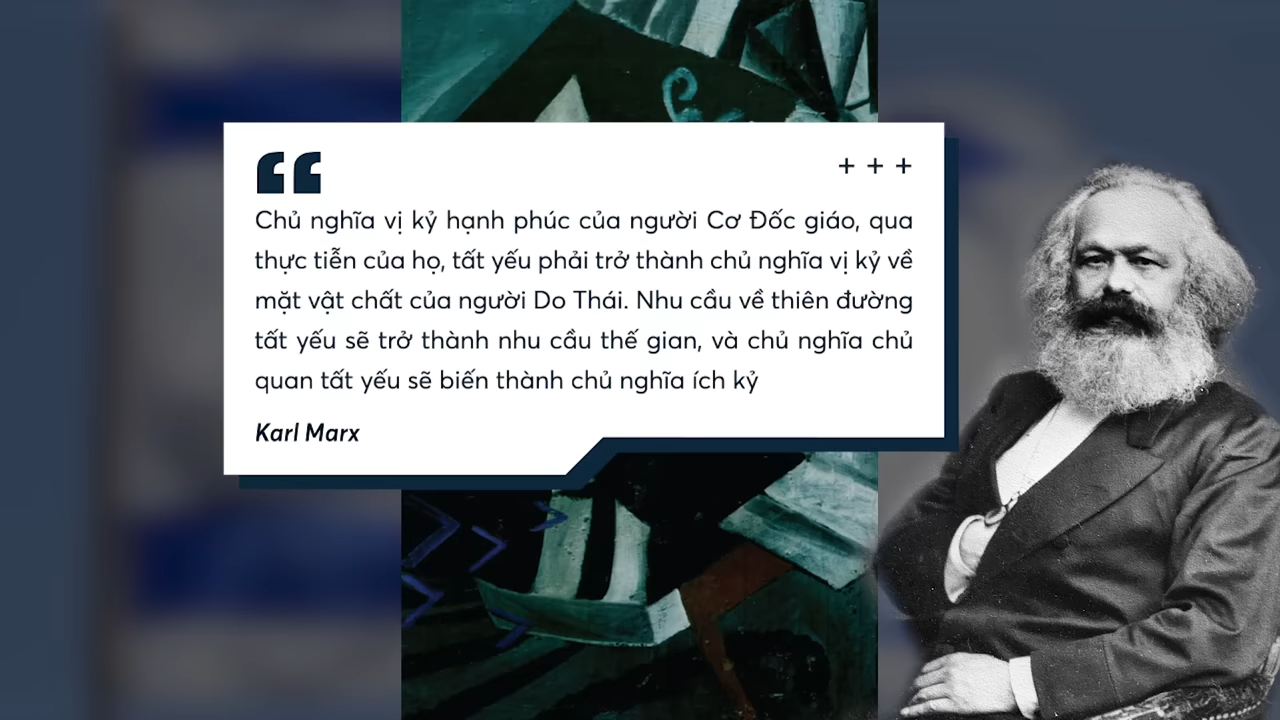 Chủ nghĩa vị kỷ hạnh phúc của người Cơ Đốc giáo, qua
thực tiễn của họ, tất yếu phải trở thành chủ nghĩa vị kỷ về
mặt vật chất của người Do Thái. Nhu cầu về thiên đường
tất yếu sẽ trở thành nhu cầu thế gian, và chủ nghĩa chủ
quan tất yếu sẽ biến thành chủ nghĩa ích kỷ
Karl Marx